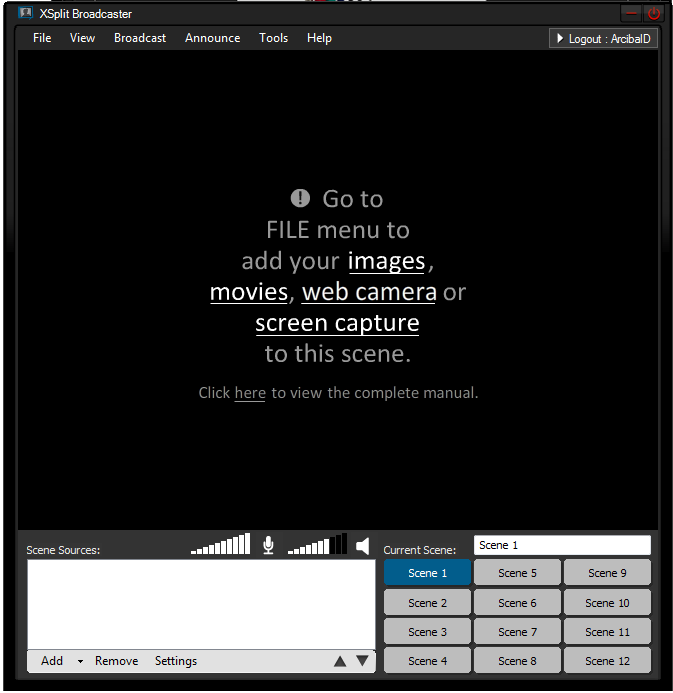 XSplit Broadcaster
File View Broadcast Announce Tools Help
Logout : ArcibalD
Go to
FILE menu to
add your images,
movies, web camera or
screen capture
to this scene.
Click here to view the complete manual.
Scene Sources:
Current Scene:
Scene 1
Scene 1 Scene 5 Scene 9
Scene 2 Scene 6 Scene 10
Scene 3 Scene 7 Scene 11
Scene 4 Scene 8 Scene 12
Add Remove Settings